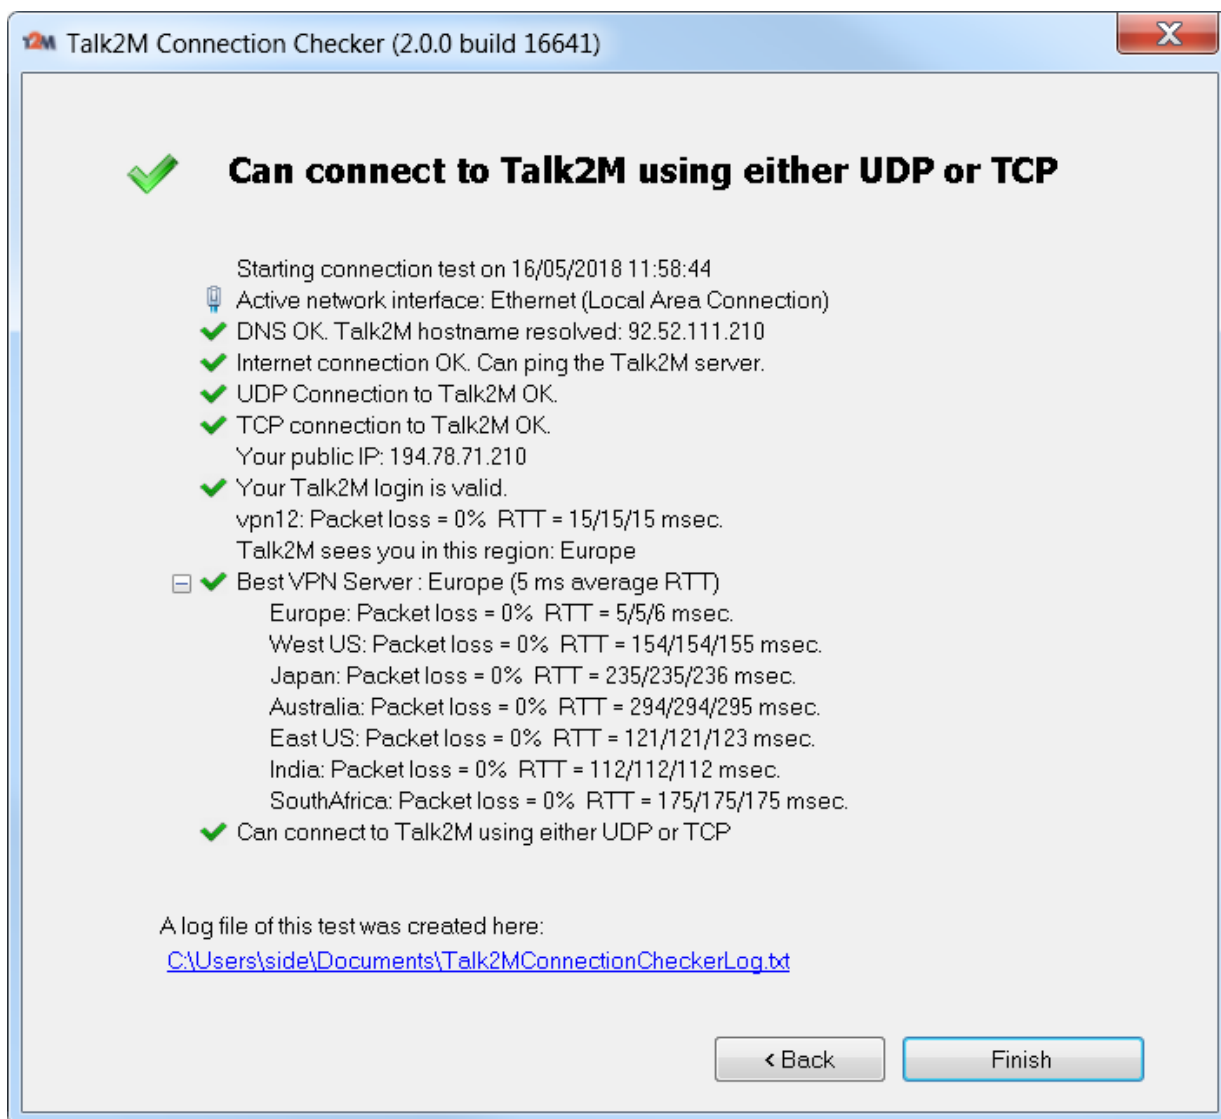 T2M Talk2M Connection Checker (2.0.0 build 16641)
Can connect to Talk2M using either UDP or TCP
Starting connection test on 16/05/2018 11:58:44
Active network interface: Ethernet (Local Area Connection)
DNS OK. Talk2M hostname resolved: 92.52.111.210
Internet connection OK. Can ping the Talk2M server.
UDP Connection to Talk2M OK.
TCP connection to Talk2M OK.
Your public IP: 194.78.71.210
Your Talk2M login is valid.
vpn12: Packet loss = 0% RTT = 15/15/15 msec.
Talk2M sees you in this region: Europe
Best VPN Server : Europe (5 ms average RTT)
Europe: Packet loss = 0% RTT = 5/5/6 msec.
West US: Packet loss = 0% RTT = 154/154/155 msec.
Japan: Packet loss = 0% RTT = 235/235/236 msec.
Australia: Packet loss = 0% RTT = 294/294/295 msec.
East US: Packet loss = 0% RTT = 121/121/123 msec.
India: Packet loss = 0% RTT = 112/112/112 msec.
SouthAfrica: Packet loss = 0% RTT = 175/175/175 msec.
Can connect to Talk2M using either UDP or TCP
A log file of this test was created here:
C:\Users\side\Documents\Talk2MConnectionCheckerLog.txt
< Back
Finish